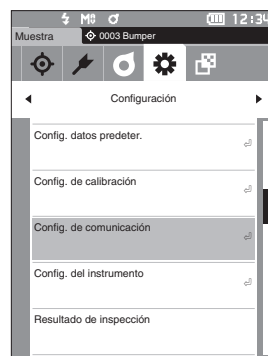 M 12:34
Muestra 0003 Bumper
Configuración
Config. datos predeter.
Config. de calibración
Config. de comunicación
Config. del instrumento
Resultado de inspección